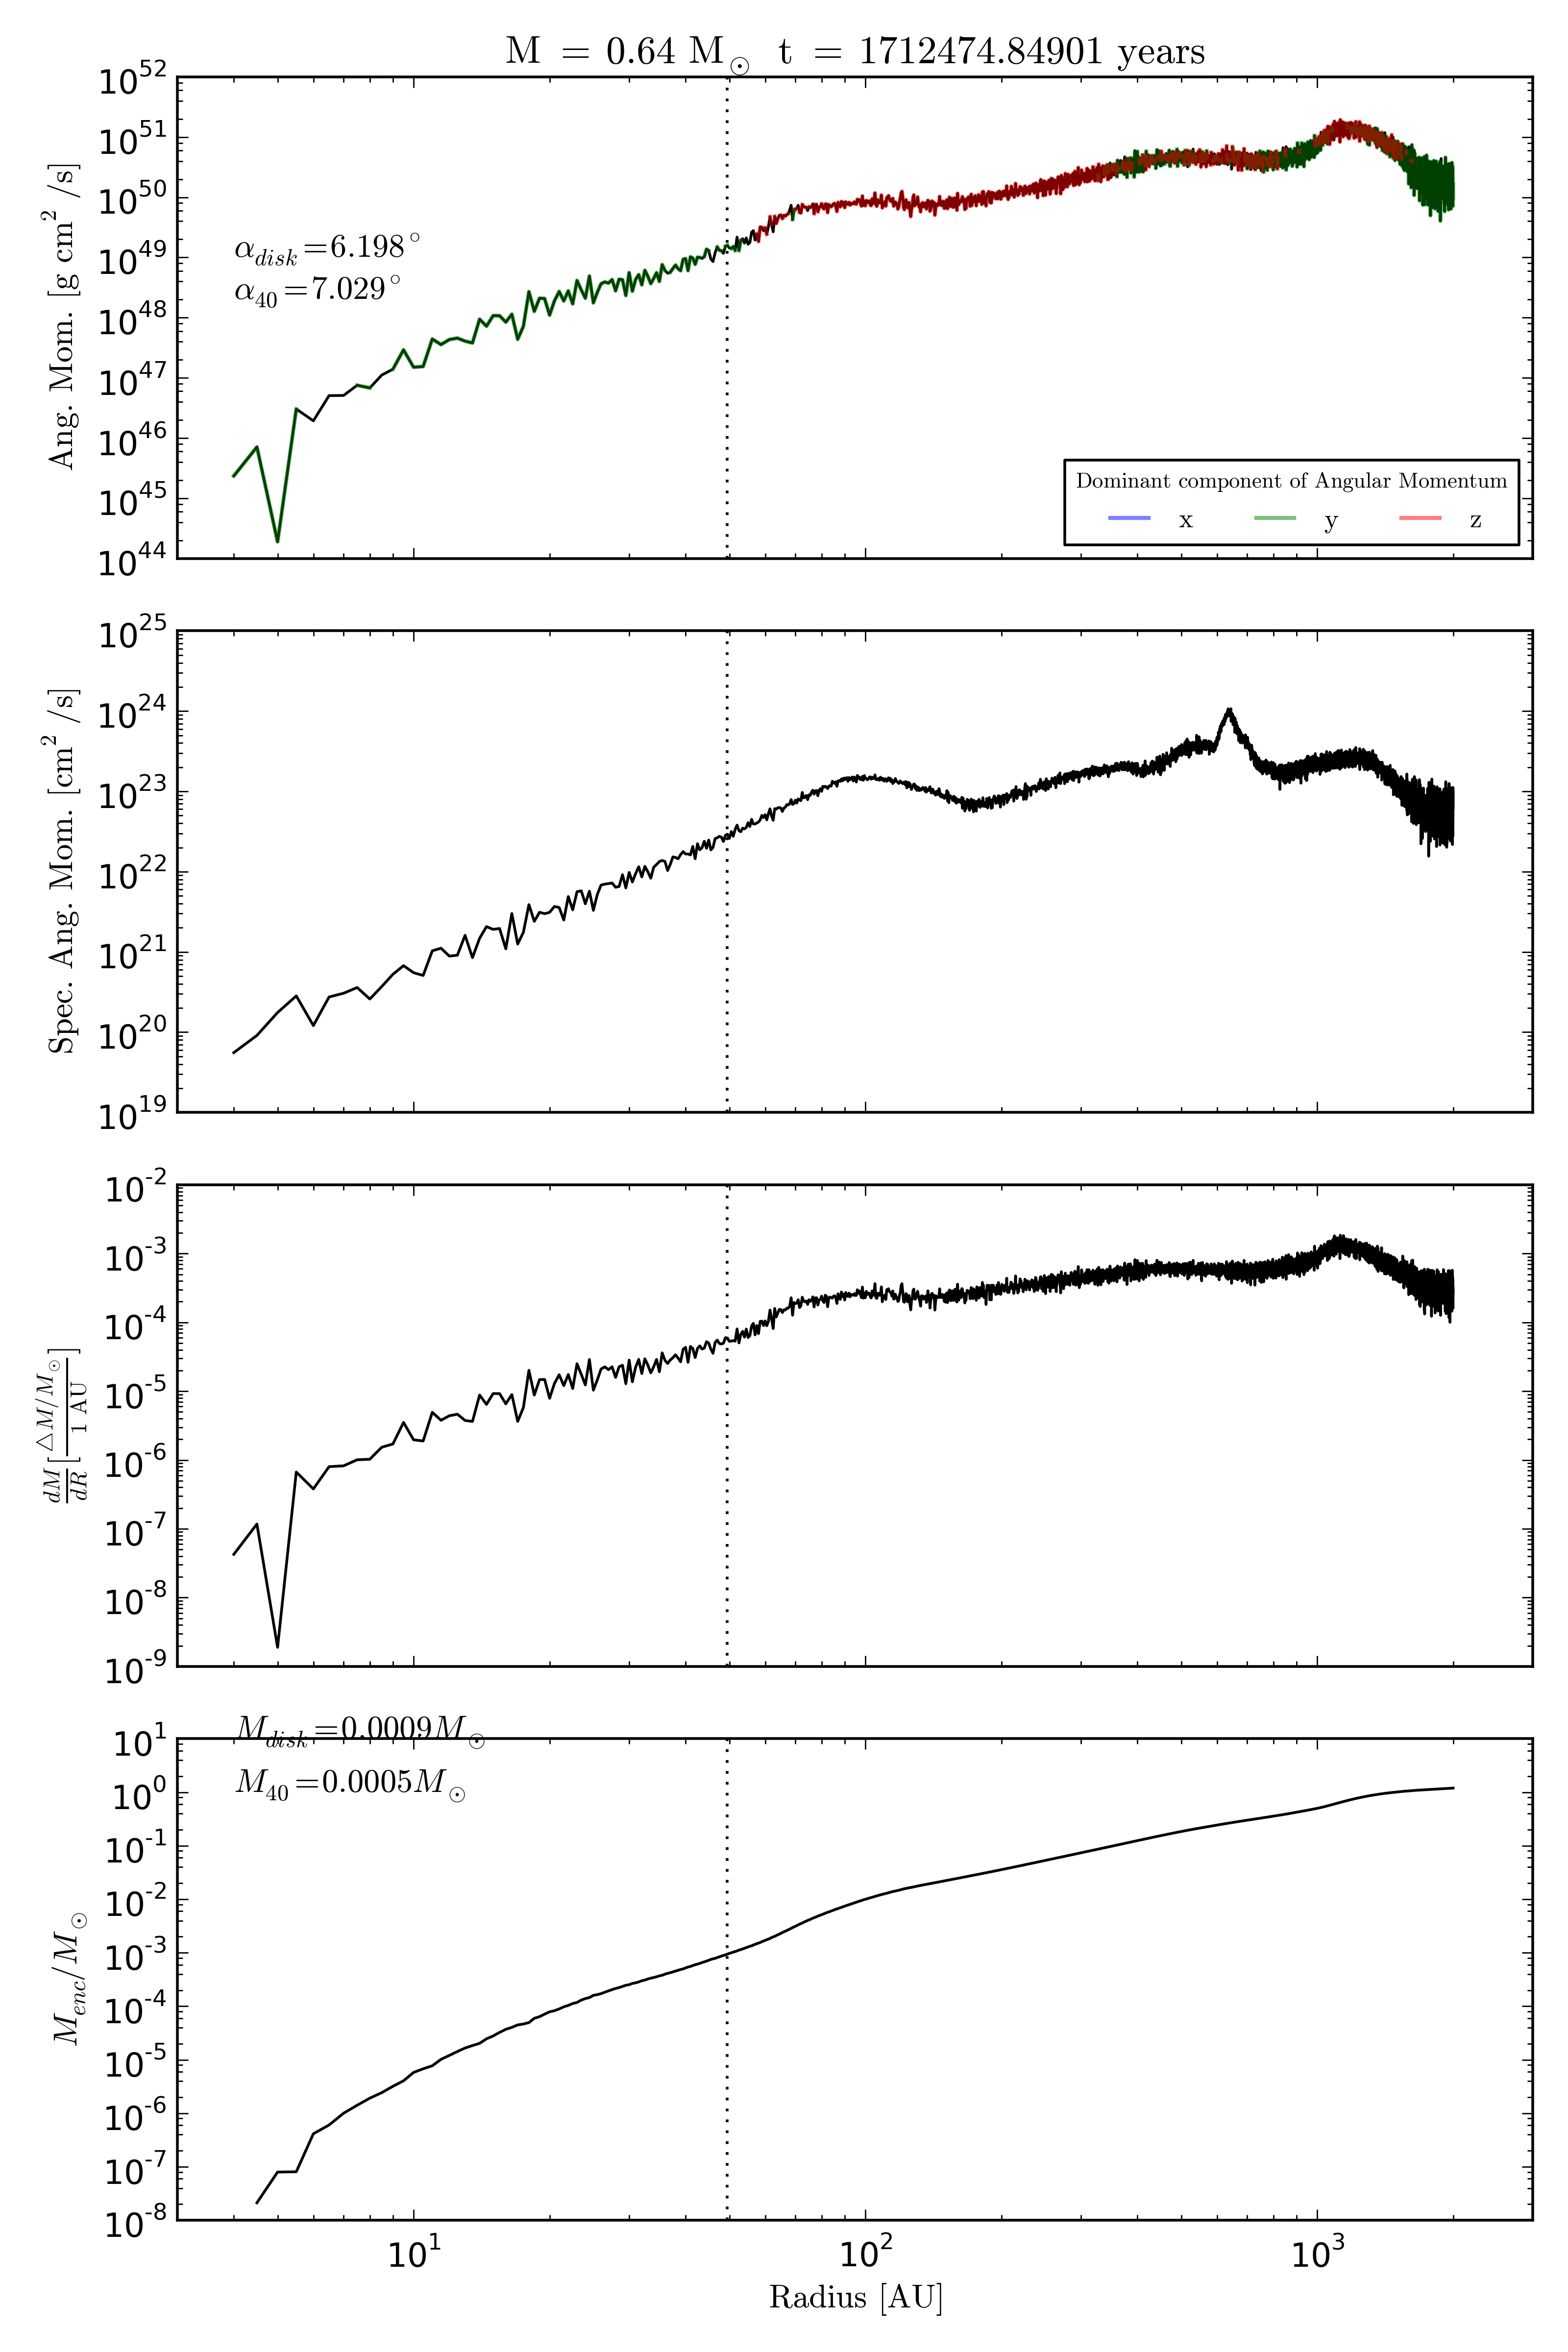 M = 0.64 M⊙ t = 1712474.84901 years
10^52
10^51
10^50
10^49
10^48
10^47
10^46
10^45
10^44
Ang. Mom. [g cm^2 /s]
α_disk=6.198°
α_40=7.029°
Dominant component of Angular Momentum
x y z
10^25
10^24
10^23
10^22
10^21
10^20
10^19
Spec. Ang. Mom. [cm^2 /s]
10^-2
10^-3
10^-4
10^-5
10^-6
10^-7
10^-8
10^-9
dM/dR [△M/M⊙ / 1 AU]
M_disk=0.0009M⊙
M_40=0.0005M⊙
10^1
10^0
10^-1
10^-2
10^-3
10^-4
10^-5
10^-6
10^-7
10^-8
M_enc/M⊙
10^1 10^2 10^3
Radius [AU]